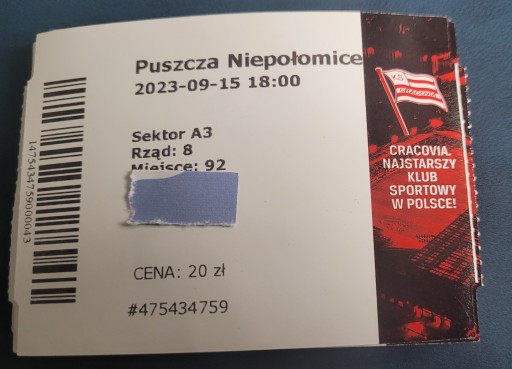 Puszcza Niepołomice
2023-09-15 18:00
Sektor A3
Rząd: 8
Miejsce: 92
CENA: 20 zł
#475434759
1475434759000043
CRACOVIA
CRACOVIA.
NAJSTARSZY
KLUB
SPORTOWY
W POLSCE!